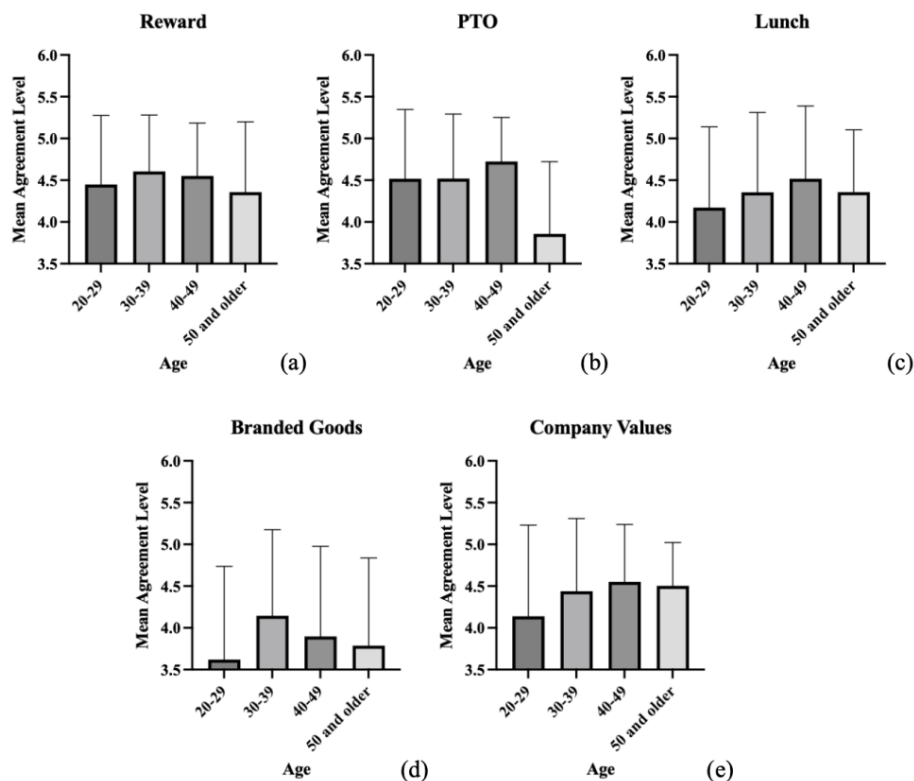 Reward
Mean Agreement Level
6.0
5.5
5.0
4.5
4.0
3.5
20-29
30-39
40-49
50 and older
Age
(a)
PTO
Mean Agreement Level
6.0
5.5
5.0
4.5
4.0
3.5
20-29
30-39
40-49
50 and older
Age
(b)
Lunch
Mean Agreement Level
6.0
5.5
5.0
4.5
4.0
3.5
20-29
30-39
40-49
50 and older
Age
(c)
Branded Goods
Mean Agreement Level
6.0
5.5
5.0
4.5
4.0
3.5
20-29
30-39
40-49
50 and older
Age
(d)
Company Values
Mean Agreement Level
6.0
5.5
5.0
4.5
4.0
3.5
20-29
30-39
40-49
50 and older
Age
(e)